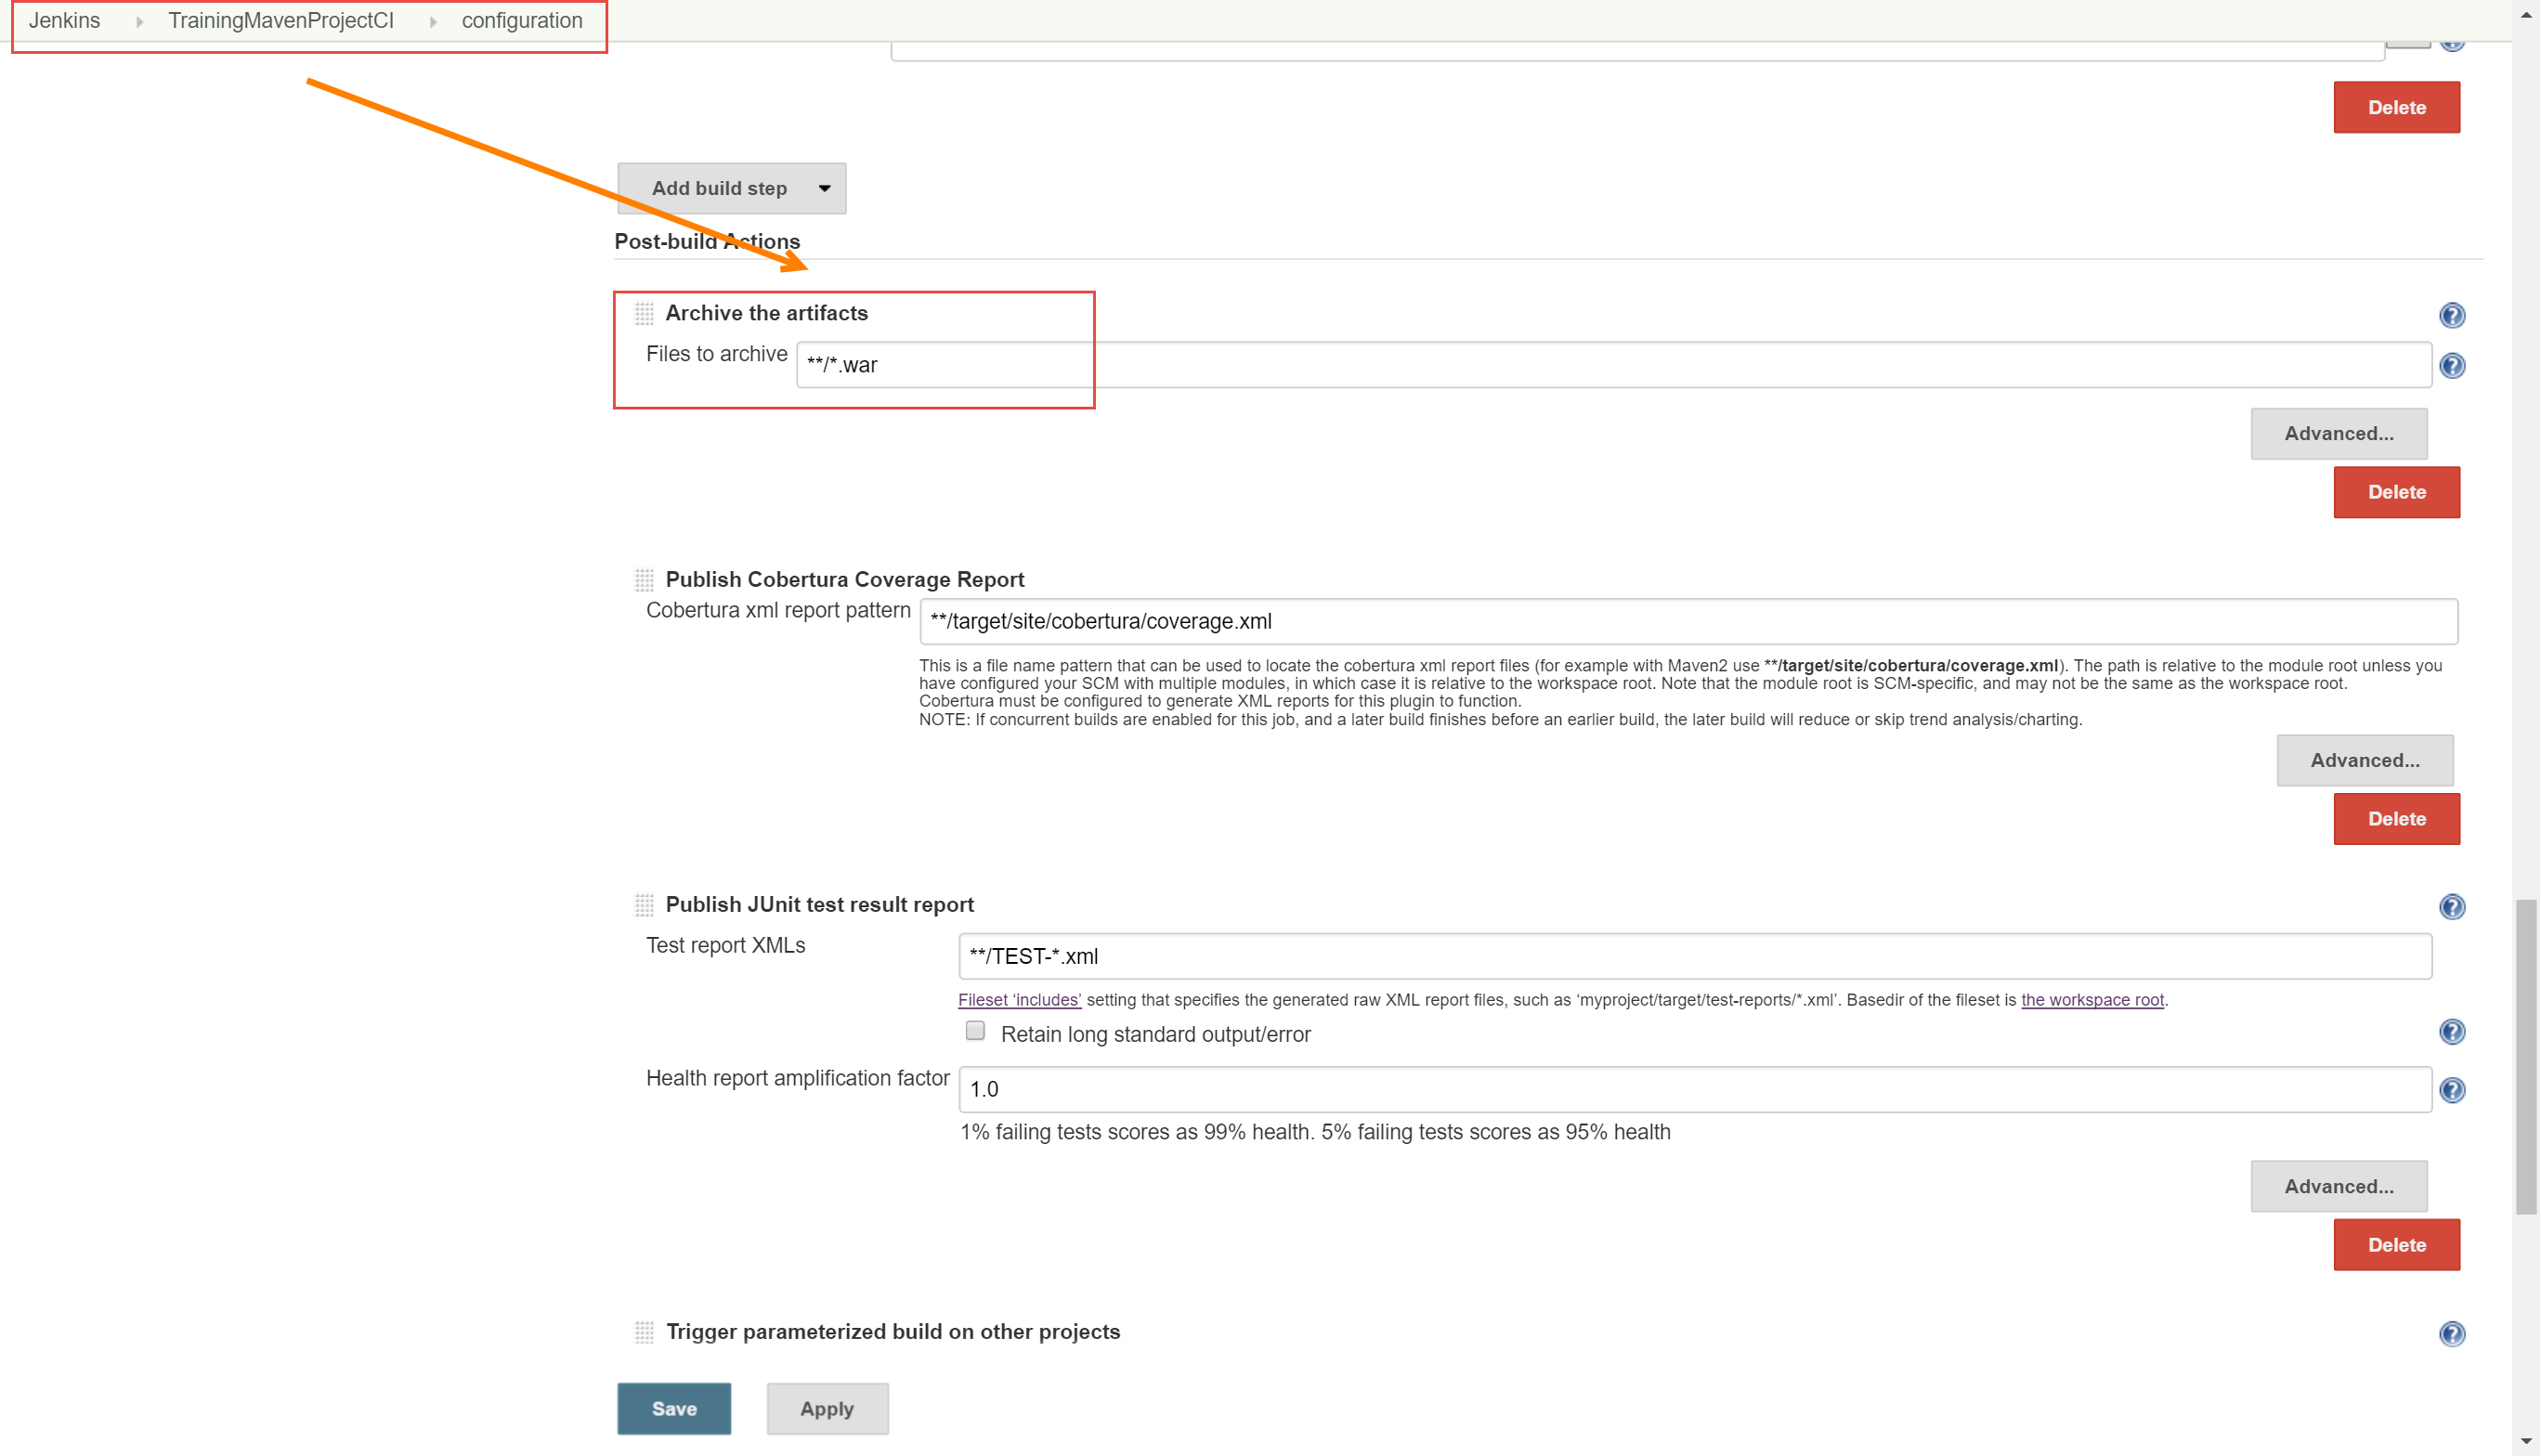 Jenkins TrainingMavenProjectCI configuration
Delete
Add build step
Post-build Actions
Archive the artifacts
Files to archive **/*.war
Advanced...
Delete
Publish Cobertura Coverage Report
Cobertura xml report pattern **/target/site/cobertura/coverage.xml
This is a file name pattern that can be used to locate the cobertura xml report files (for example with Maven2 use **/target/site/cobertura/coverage.xml). The path is relative to the module root unless you
have configured your SCM with multiple modules, in which case it is relative to the workspace root. Note that the module root is SCM-specific, and may not be the same as the workspace root.
Cobertura must be configured to generate XML reports for this plugin to function.
NOTE: If concurrent builds are enabled for this job, and a later build finishes before an earlier build, the later build will reduce or skip trend analysis/charting.
Advanced...
Delete
Publish JUnit test result report
Test report XMLs **/TEST-*.xml
Fileset ‘includes’ setting that specifies the generated raw XML report files, such as ‘myproject/target/test-reports/*.xml’. Basedir of the fileset is the workspace root.
Retain long standard output/error
Health report amplification factor 1.0
1% failing tests scores as 99% health. 5% failing tests scores as 95% health
Advanced...
Delete
Trigger parameterized build on other projects
Save Apply